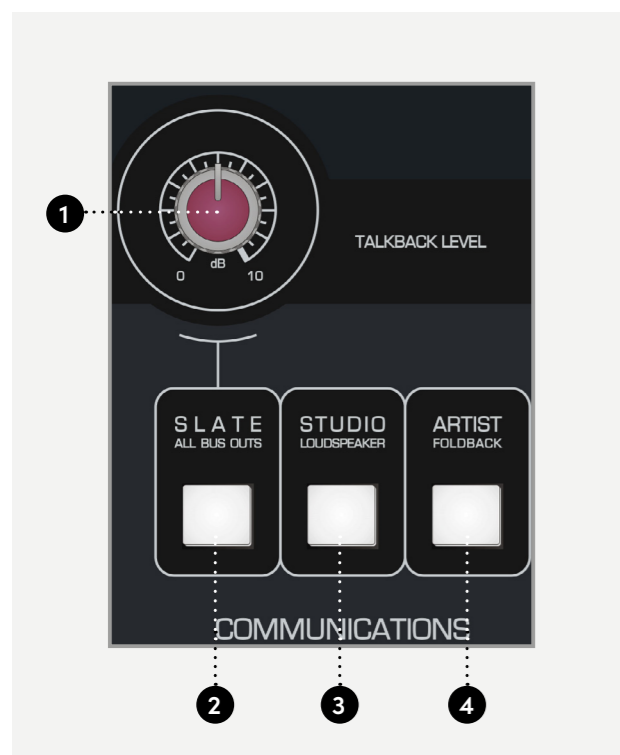 1
TALKBACK LEVEL
dB
0 10
SLATE
ALL BUS OUTS
STUDIO
LOUDSPEAKER
ARTIST
FOLDBACK
COMMUNICATIONS
2 3 4